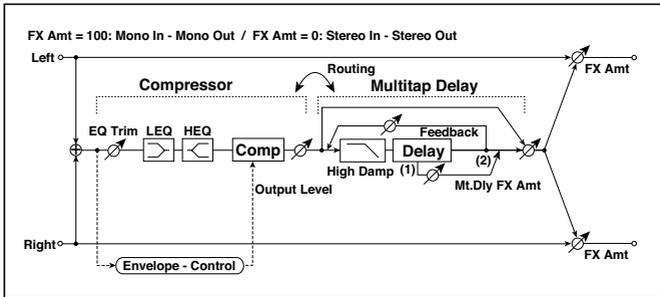 FX Amt = 100: Mono In - Mono Out / FX Amt = 0: Stereo In - Stereo Out
Left
FX Amt
Routing
Compressor
Multitap Delay
EQ Trim
LEQ
HEQ
Feedback
Comp
Delay
(2)
High Damp
(1)
Mt.Dly FX Amt
Output Level
Right
FX Amt
Envelope - Control